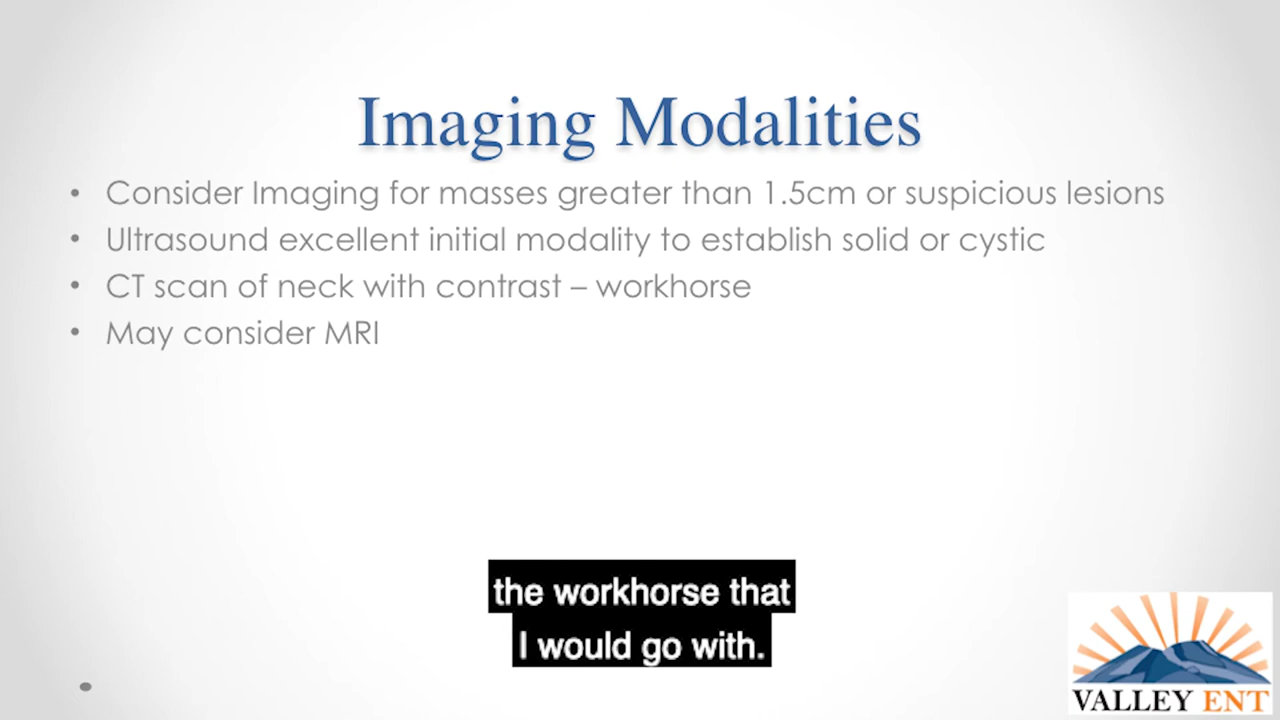 Imaging Modalities
• Consider Imaging for masses greater than 1.5cm or suspicious lesions
• Ultrasound excellent initial modality to establish solid or cystic
• CT scan of neck with contrast – workhorse
• May consider MRI
the workhorse that
I would go with.
VALLEY ENT